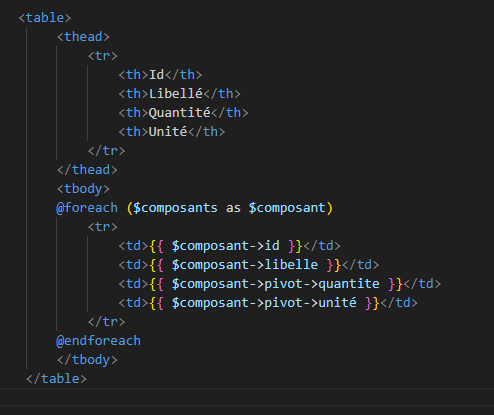 <table>
<thead>
<tr>
<th>Id</th>
<th>Libellé</th>
<th>Quantité</th>
<th>Unité</th>
</tr>
</thead>
<tbody>
@foreach ($composants as $composant)
<tr>
<td>{{ $composant->id }}</td>
<td>{{ $composant->libelle }}</td>
<td>{{ $composant->pivot->quantite }}</td>
<td>{{ $composant->pivot->unité }}</td>
</tr>
@endforeach
</tbody>
</table>